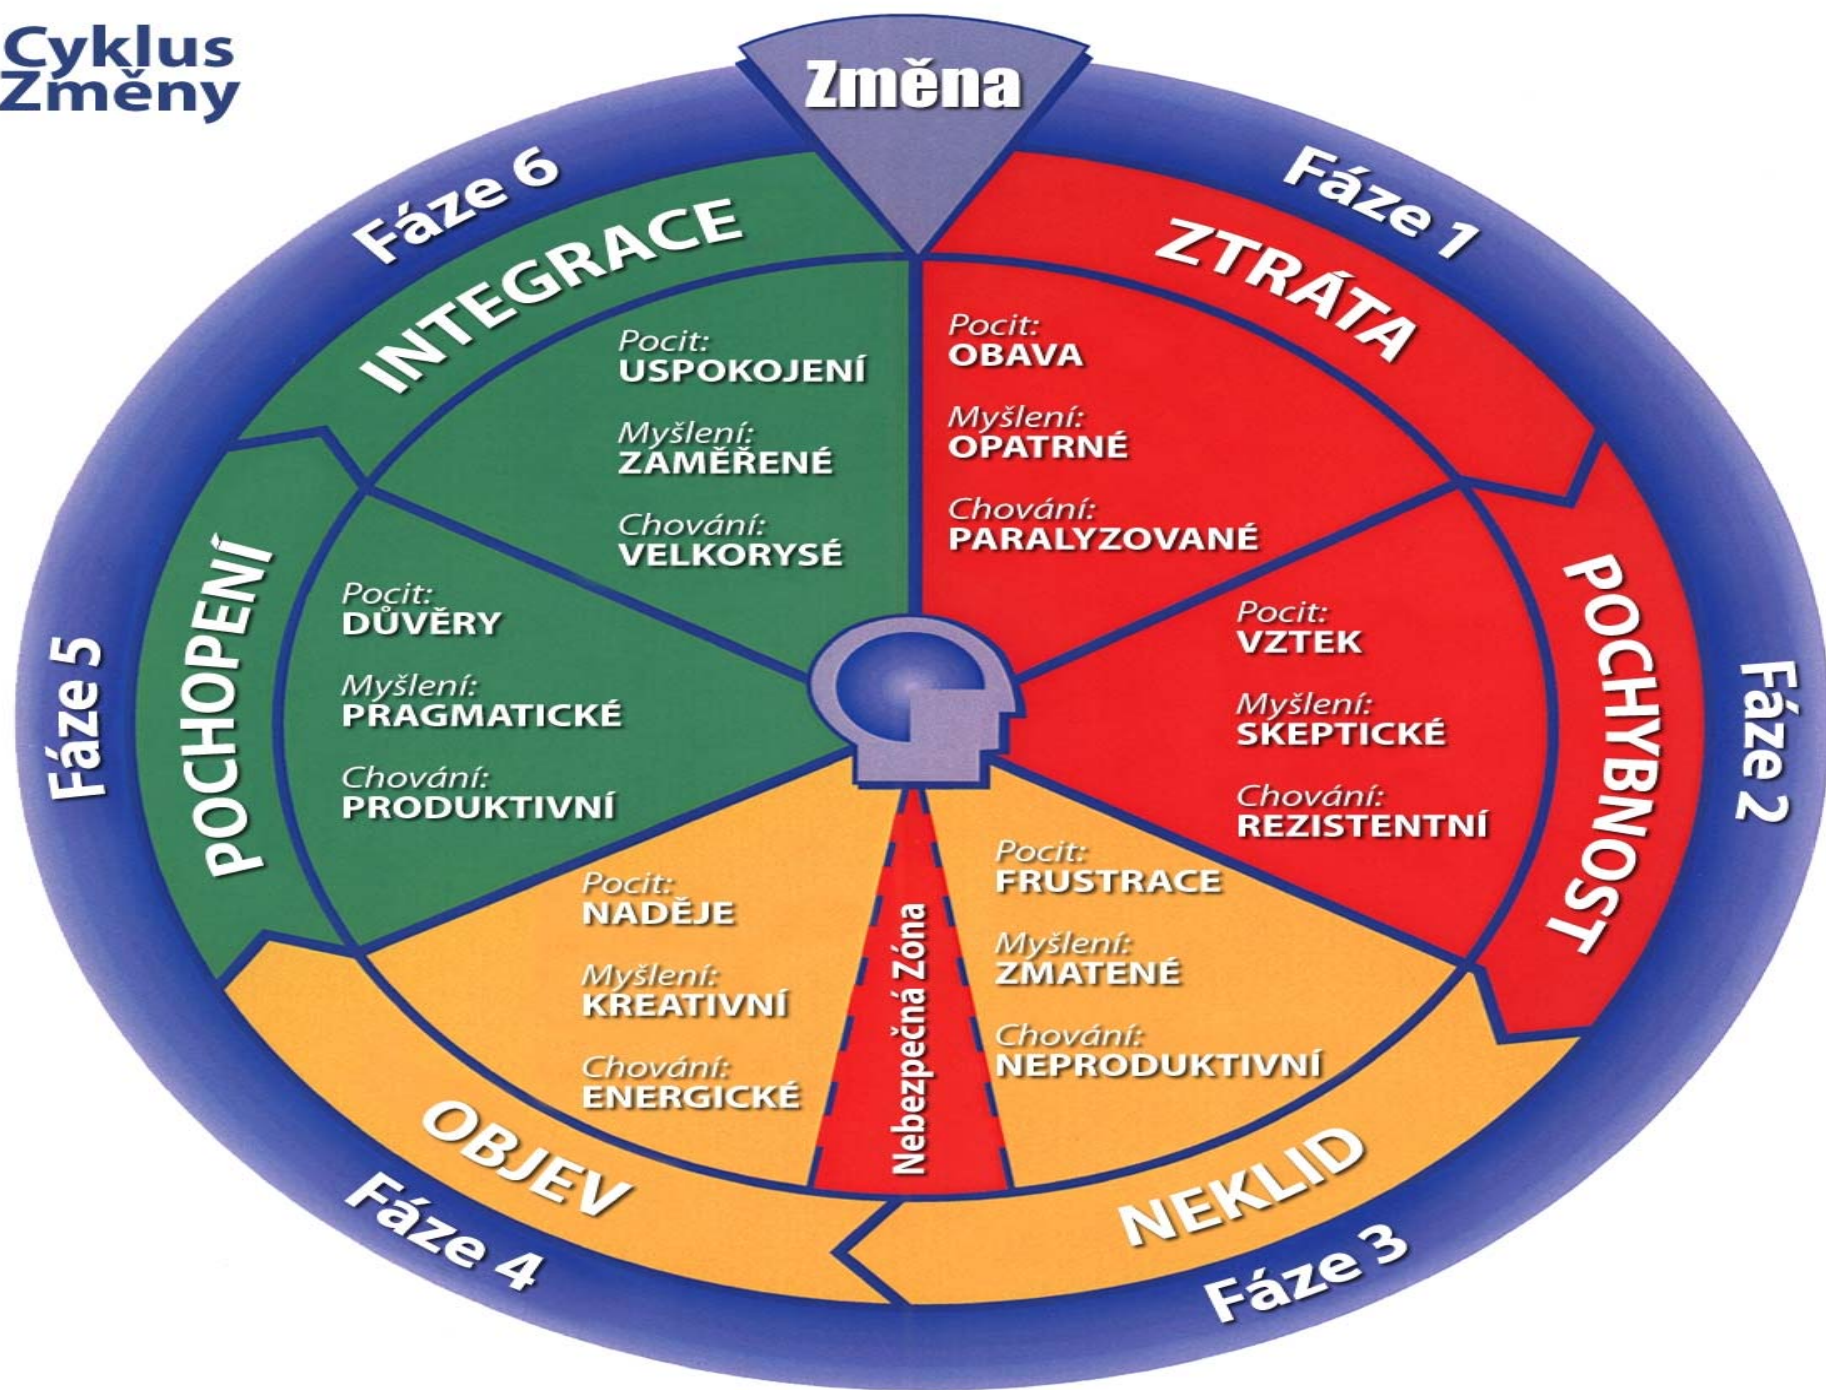 Cyklus
Změny
Změna
Fáze 1
ZTRÁTA
Pocit:
OBAVA
Myšlení:
OPATRNÉ
Chování:
PARALYZOVANÉ
Fáze 2
POCHYBNOST
Pocit:
VZTEK
Myšlení:
SKEPTICKÉ
Chování:
REZISTENTNÍ
Fáze 3
NEKLID
Pocit:
FRUSTRACE
Myšlení:
ZMATENÉ
Chování:
NEPRODUKTIVNÍ
Nebezpečná Zóna
Fáze 4
OBJEV
Pocit:
NADĚJE
Myšlení:
KREATIVNÍ
Chování:
ENERGICKÉ
Fáze 5
POCHOPENÍ
Pocit:
DŮVĚRY
Myšlení:
PRAGMATICKÉ
Chování:
PRODUKTIVNÍ
Fáze 6
INTEGRACE
Pocit:
USPOKOJENÍ
Myšlení:
ZAMĚŘENÉ
Chování:
VELKORYSÉ